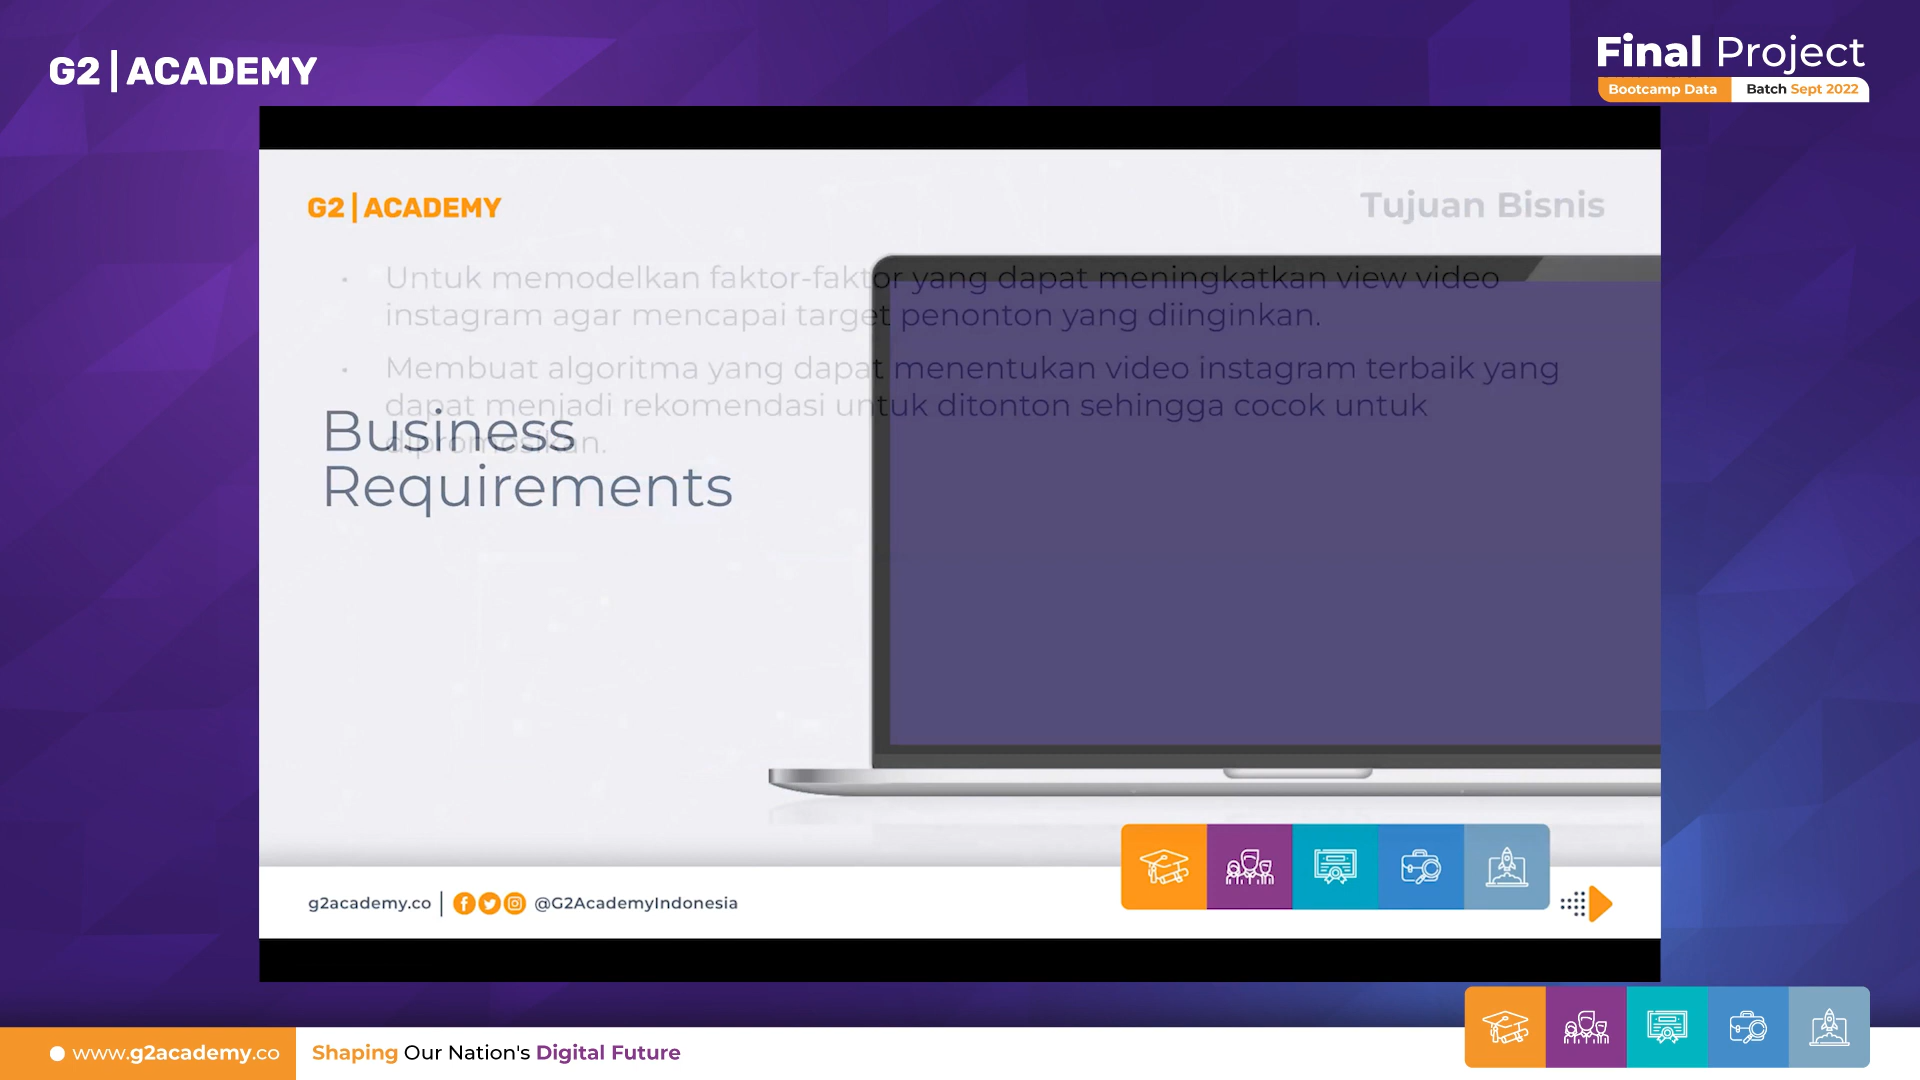 G2 | ACADEMY
Final Project
Bootcamp Data Batch Sept 2022
G2 | ACADEMY
Tujuan Bisnis
• Untuk memodelkan faktor-faktor yang dapat meningkatkan view video
instagram agar mencapai target penonton yang diinginkan.
• Membuat algoritma yang dapat menentukan video instagram terbaik yang
dapat menjadi rekomendasi untuk ditonton sehingga cocok untuk
dipromosikan.
Business
Requirements
g2academy.co | @G2AcademyIndonesia
www.g2academy.co Shaping Our Nation's Digital Future